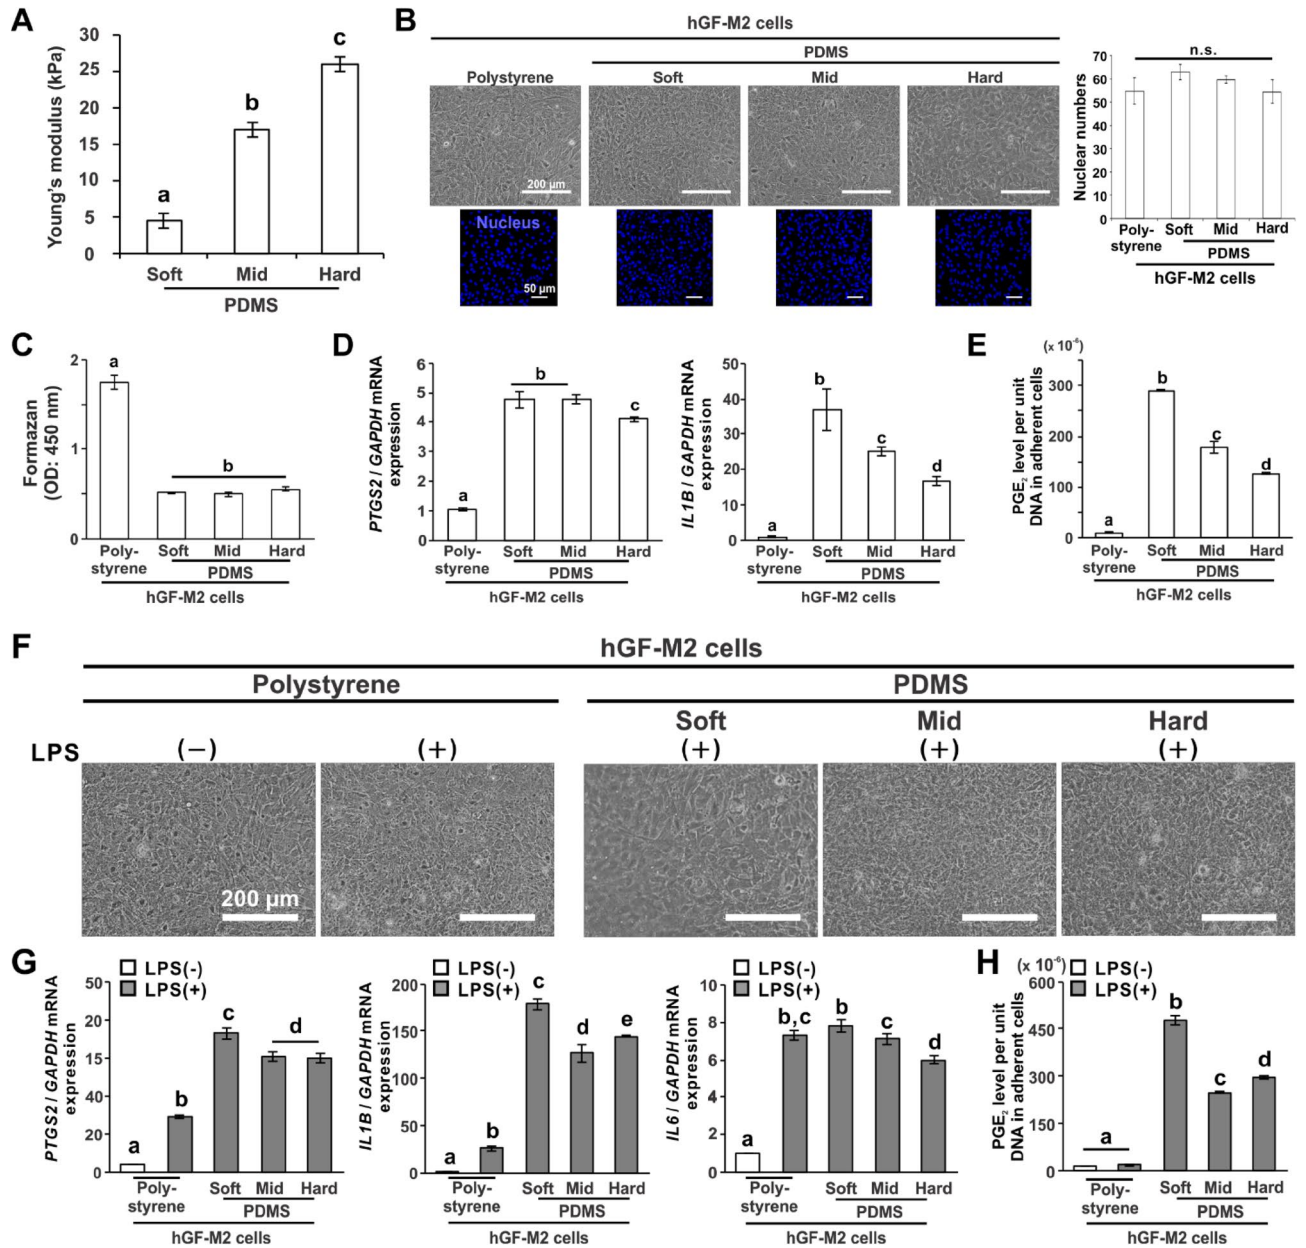 A
Young's modulus (kPa)
30
25
20
15
10
5
0
a
b
c
Soft Mid Hard
PDMS
B
hGF-M2 cells
PDMS
Polystyrene Soft Mid Hard
200 µm
Nucleus
50 µm
Nuclear numbers
70
60
50
40
30
20
10
0
n.s.
Poly-
styrene
Soft Mid Hard
PDMS
hGF-M2 cells
C
Formazan
(OD: 450 nm)
2
1
0
a
b
Poly-
styrene
Soft Mid Hard
PDMS
hGF-M2 cells
D
PTGS2 / GAPDH mRNA
expression
6
5
4
3
2
1
0
a
b
c
Poly-
styrene
Soft Mid Hard
PDMS
hGF-M2 cells
IL1B / GAPDH mRNA
expression
50
40
30
20
10
0
a
b
c
d
Poly-
styrene
Soft Mid Hard
PDMS
hGF-M2 cells
E
(x 10⁻⁶)
PGE₂ level per unit
DNA in adherent cells
300
200
100
0
a
b
c
d
Poly-
styrene
Soft Mid Hard
PDMS
hGF-M2 cells
F
hGF-M2 cells
Polystyrene PDMS
Soft Mid Hard
LPS (−) (+) (+) (+) (+)
200 µm
G
LPS(-)
LPS(+)
PTGS2 / GAPDH mRNA
expression
50
20
15
40
20
0
a
b
c
d
Poly-
styrene
Soft Mid Hard
PDMS
hGF-M2 cells
LPS(-)
LPS(+)
IL1B / GAPDH mRNA
expression
200
150
100
50
0
a
b
c
d
e
Poly-
styrene
Soft Mid Hard
PDMS
hGF-M2 cells
LPS(-)
LPS(+)
IL6 / GAPDH mRNA
expression
10
8
6
4
2
0
a
b,c
b
c
d
Poly-
styrene
Soft Mid Hard
PDMS
hGF-M2 cells
H
(x 10⁻⁶)
LPS(-)
LPS(+)
PGE₂ level per unit
DNA in adherent cells
600
450
300
150
0
a
b
c
d
Poly-
styrene
Soft Mid Hard
PDMS
hGF-M2 cells